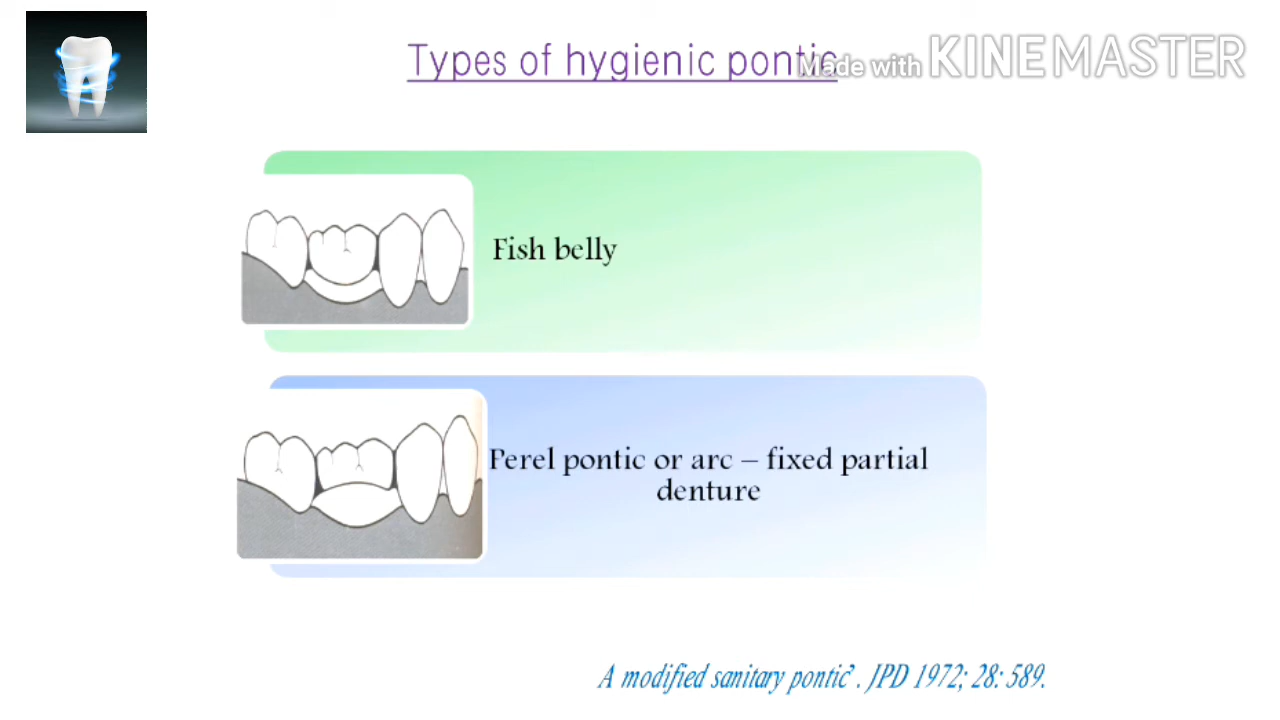 Types of hygienic pontic
Made with KINEMASTER
Fish belly
Perel pontic or arc – fixed partial
denture
A modified sanitary pontic’. JPD 1972; 28: 589.